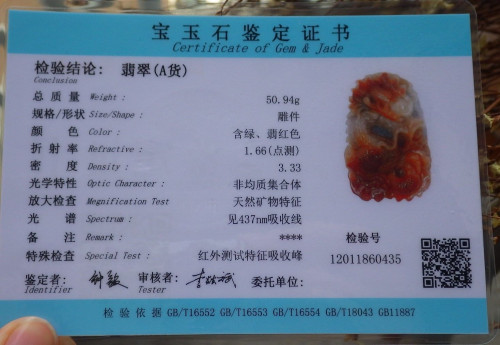 宝玉石鉴定证书
Certificate of Gem & Jade
检验结论: 翡翠(A货)
Conclusion
总质量 Weight: 50.94g
规格/形状 Size/Shape: 雕件
颜色 Color: 含绿、翡红色
折射率 Refractive: 1.66(点测)
密度 Density: 3.33
光学特性 Optic Character: 非均质集合体
放大检查 Megnification Test 天然矿物特征
光谱 Spectrum: 见437nm吸收线
备注 Remark: ****
特殊检查 Special Test: 红外测试特征吸收峰
检验号
12011860435
鉴定者: 审核者: 委托单位:
Identifier Tester
检验依据 GB/T16552 GB/T16553 GB/T16554 GB/T18043 GB11887